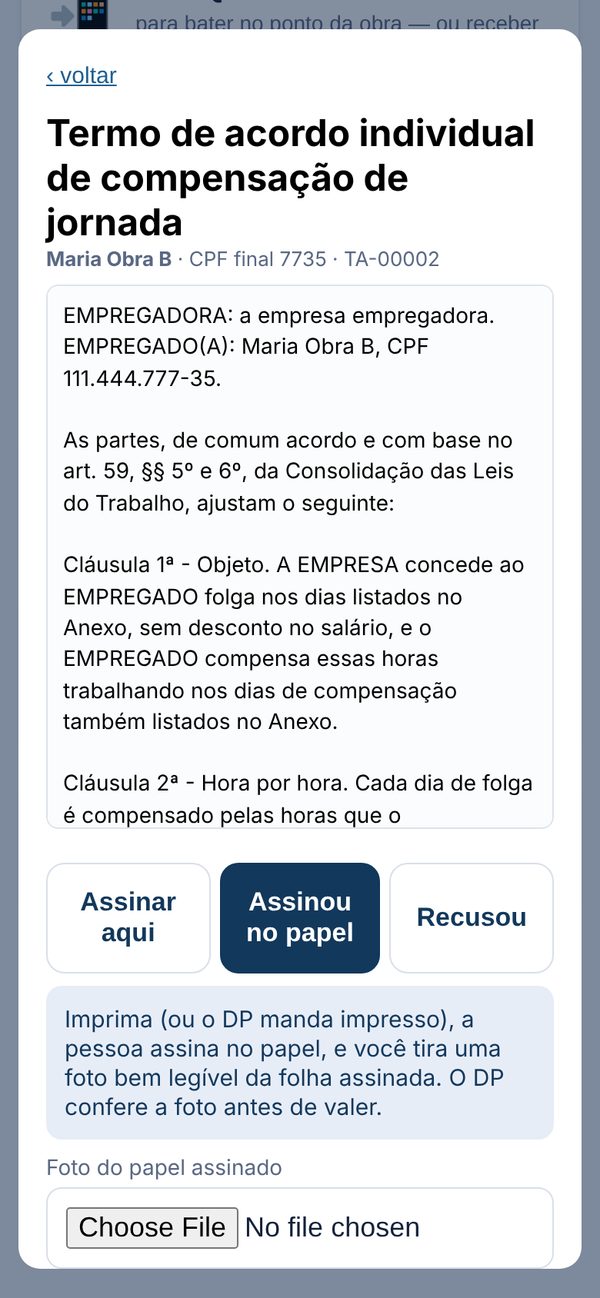 para bater no ponto da obra — ou receber
‹ voltar
Termo de acordo individual
de compensação de
jornada
Maria Obra B · CPF final 7735 · TA-00002
EMPREGADORA: a empresa empregadora.
EMPREGADO(A): Maria Obra B, CPF
111.444.777-35.
As partes, de comum acordo e com base no
art. 59, §§ 5º e 6º, da Consolidação das Leis
do Trabalho, ajustam o seguinte:
Cláusula 1ª - Objeto. A EMPRESA concede ao
EMPREGADO folga nos dias listados no
Anexo, sem desconto no salário, e o
EMPREGADO compensa essas horas
trabalhando nos dias de compensação
também listados no Anexo.
Cláusula 2ª - Hora por hora. Cada dia de folga
é compensado pelas horas que o
Assinar aqui
Assinou no papel
Recusou
Imprima (ou o DP manda impresso), a
pessoa assina no papel, e você tira uma
foto bem legível da folha assinada. O DP
confere a foto antes de valer.
Foto do papel assinado
Choose File No file chosen